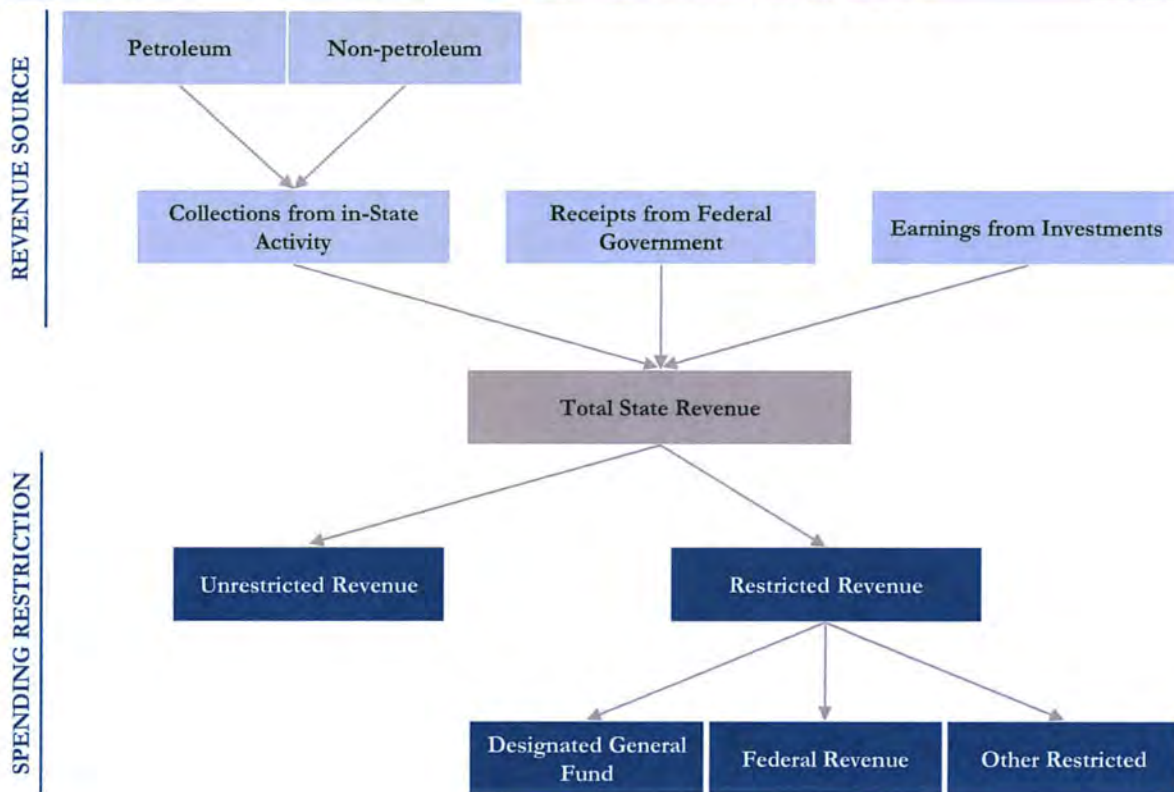 REVENUE SOURCE
Petroleum
Non-petroleum
Collections from in-State
Activity
Receipts from Federal
Government
Earnings from Investments
Total State Revenue
SPENDING RESTRICTION
Unrestricted Revenue
Restricted Revenue
Designated General
Fund
Federal Revenue
Other Restricted